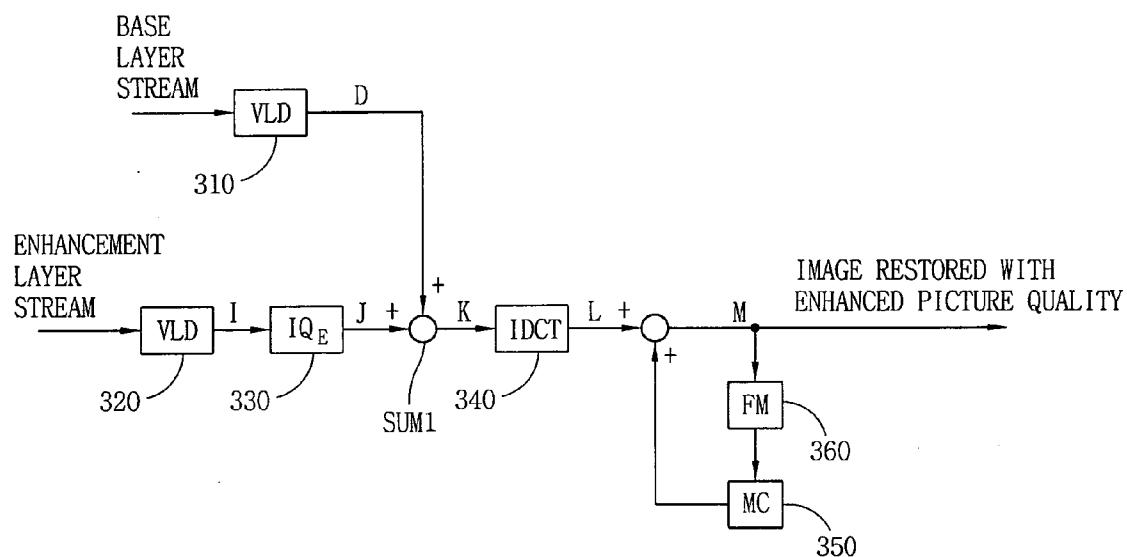 BASE
LAYER
STREAM
VLD
D
310
ENHANCEMENT
LAYER
STREAM
VLD
I
IQE
J
+
+
K
IDCT
L
+
+
M
IMAGE RESTORED WITH
ENHANCED PICTURE QUALITY
320
330
SUM1
340
FM
360
MC
350